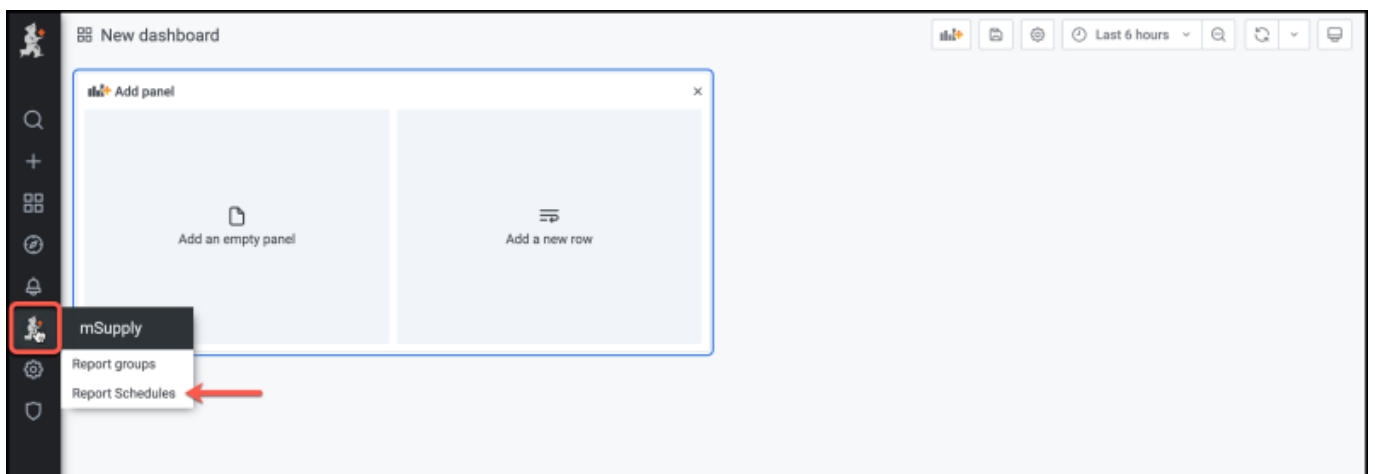 New dashboard
Last 6 hours
Add panel
Add an empty panel
Add a new row
mSupply
Report groups
Report Schedules